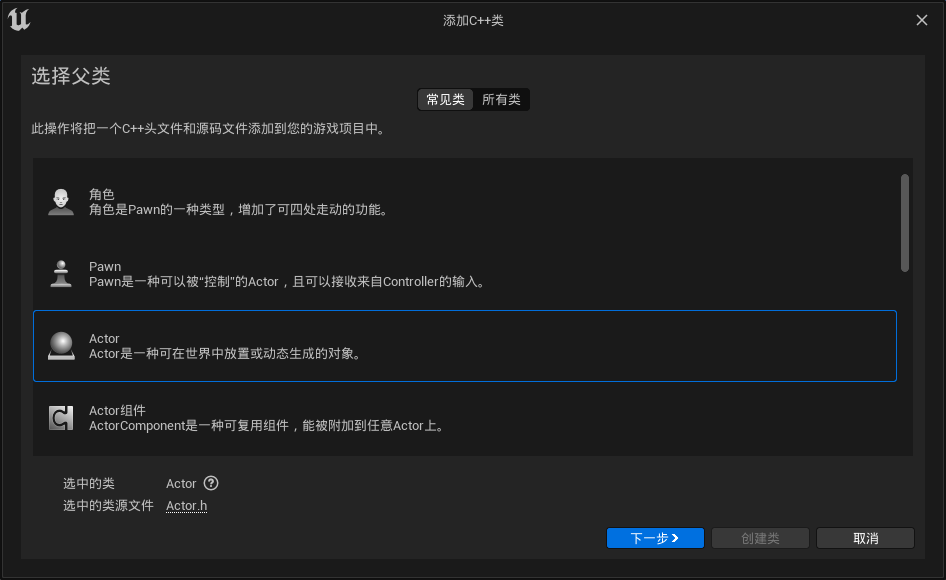 添加C++类
选择父类
常见类 所有类
此操作将把一个C++头文件和源码文件添加到您的游戏项目中。
角色
角色是Pawn的一种类型，增加了可四处走动的功能。
Pawn
Pawn是一种可以被“控制”的Actor，且可以接收来自Controller的输入。
Actor
Actor是一种可在世界中放置或动态生成的对象。
Actor组件
ActorComponent是一种可复用组件，能被附加到任意Actor上。
选中的类 Actor ?
选中的类源文件 Actor.h
下一步 创建类 取消